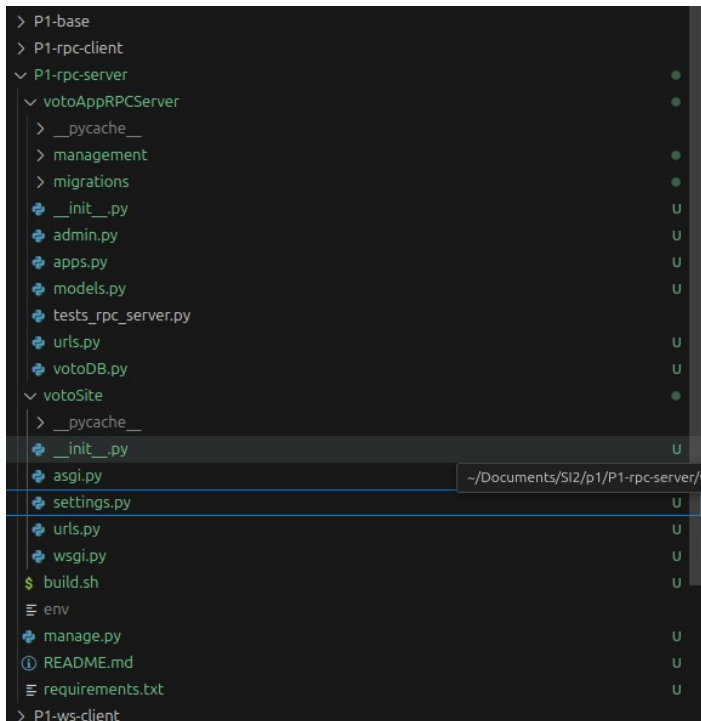 P1-base
P1-rpc-client
P1-rpc-server
votoAppRPCServer
__pycache__
management
migrations
__init__.py U
admin.py U
apps.py U
models.py U
tests_rpc_server.py
urls.py U
votoDB.py U
votoSite
__pycache__
__init__.py U
asgi.py ~/Documents/SI2/p1/P1-rpc-server/
settings.py U
urls.py U
wsgi.py U
$ build.sh U
env
manage.py U
README.md U
requirements.txt U
P1-ws-client